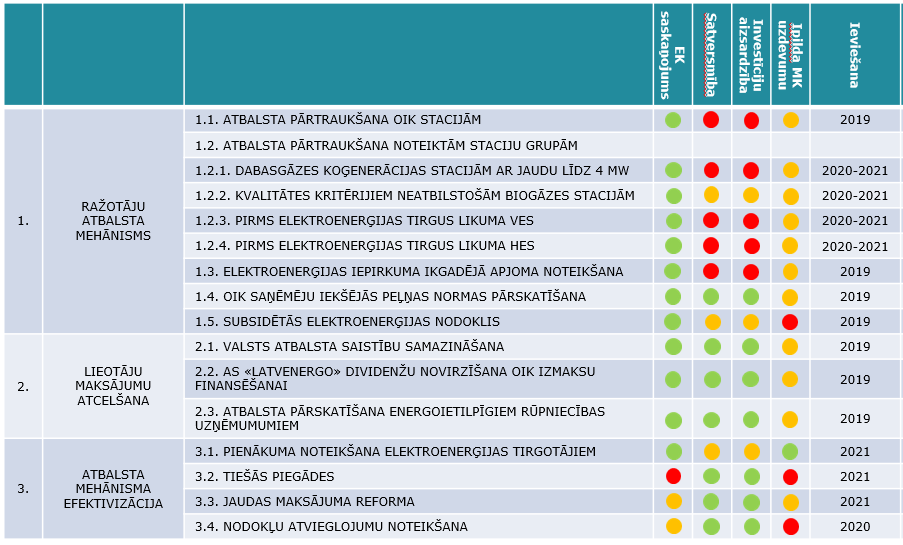 EK
saskaņojums
Satversmība
Investīciju
aizsardzība
Ipilda MK
uzdevumu
Ieviešana
1.
RAŽOTĀJU
ATBALSTA
MEHĀNISMS
1.1. ATBALSTA PĀRTRAUKŠANA OIK STACIJĀM
2019
1.2. ATBALSTA PĀRTRAUKŠANA NOTEIKTĀM STACIJU GRUPĀM
1.2.1. DABASGĀZES KOĢENERĀCIJAS STACIJĀM AR JAUDU LĪDZ 4 MW
2020-2021
1.2.2. KVALITĀTES KRITĒRIJIEM NEATBILSTOŠĀM BIOGĀZES STACIJĀM
2020-2021
1.2.3. PIRMS ELEKTROENERĢIJAS TIRGUS LIKUMA VES
2020-2021
1.2.4. PIRMS ELEKTROENERĢIJAS TIRGUS LIKUMA HES
2020-2021
1.3. ELEKTROENERĢIJAS IEPIRKUMA IKGADĒJĀ APJOMA NOTEIKŠANA
2019
1.4. OIK SAŅĒMĒJU IEKŠĒJĀS PEĻŅAS NORMAS PĀRSKATĪŠANA
2019
1.5. SUBSIDĒTĀS ELEKTROENERĢIJAS NODOKLIS
2019
2.
LIEOTĀJU
MAKSĀJUMU
ATCELŠANA
2.1. VALSTS ATBALSTA SAISTĪBU SAMAZINĀŠANA
2019
2.2. AS «LATVENERGO» DIVIDENŽU NOVIRZĪŠANA OIK IZMAKSU
FINANSĒŠANAI
2019
2.3. ATBALSTA PĀRSKATĪŠANA ENERGOIETILPĪGIEM RŪPNIECĪBAS
UZŅĒMUMUMIEM
2019
3.
ATBALSTA
MEHĀNISMA
EFEKTIVIZĀCIJA
3.1. PIENĀKUMA NOTEIKŠANA ELEKTROENERĢIJAS TIRGOTĀJIEM
2021
3.2. TIEŠĀS PIEGĀDES
2021
3.3. JAUDAS MAKSĀJUMA REFORMA
2021
3.4. NODOKĻU ATVIEGLOJUMU NOTEIKŠANA
2020